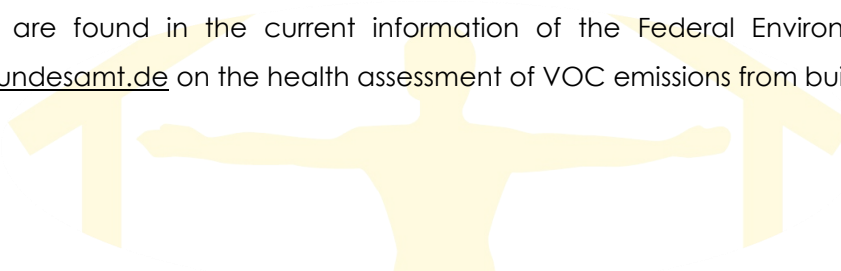 are found in the current information of the Federal Environ
undesamt.de on the health assessment of VOC emissions from bui